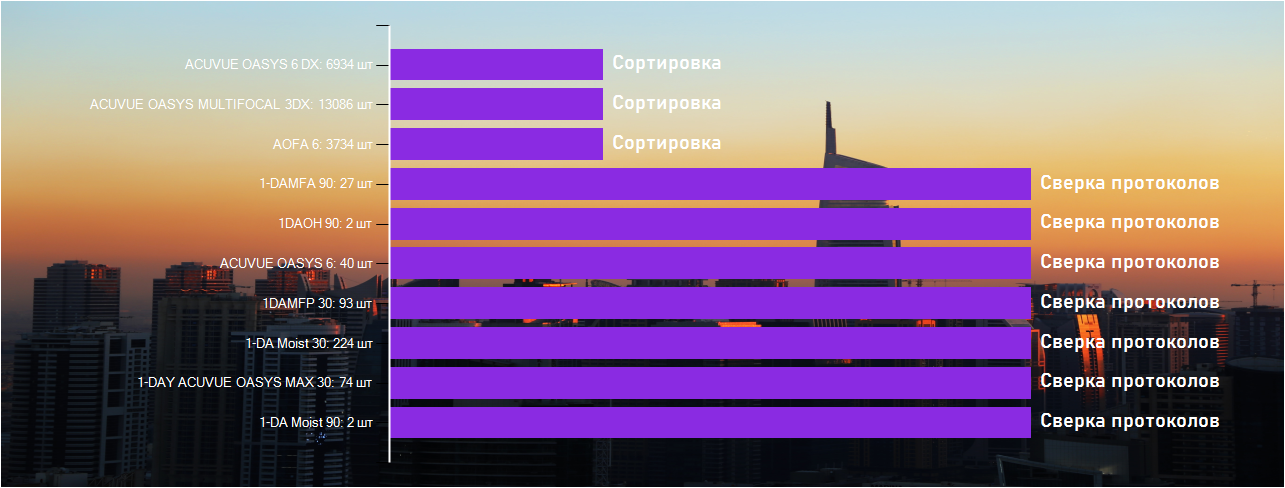 ACUVUE OASYS 6 DX: 6934 шт Сортировка
ACUVUE OASYS MULTIFOCAL 3DX: 13086 шт Сортировка
AOFA 6: 3734 шт Сортировка
1-DAMFA 90: 27 шт Сверка протоколов
1DAOH 90: 2 шт Сверка протоколов
ACUVUE OASYS 6: 40 шт Сверка протоколов
1DAMFP 30: 93 шт Сверка протоколов
1-DA Moist 30: 224 шт Сверка протоколов
1-DAY ACUVUE OASYS MAX 30: 74 шт Сверка протоколов
1-DA Moist 90: 2 шт Сверка протоколов